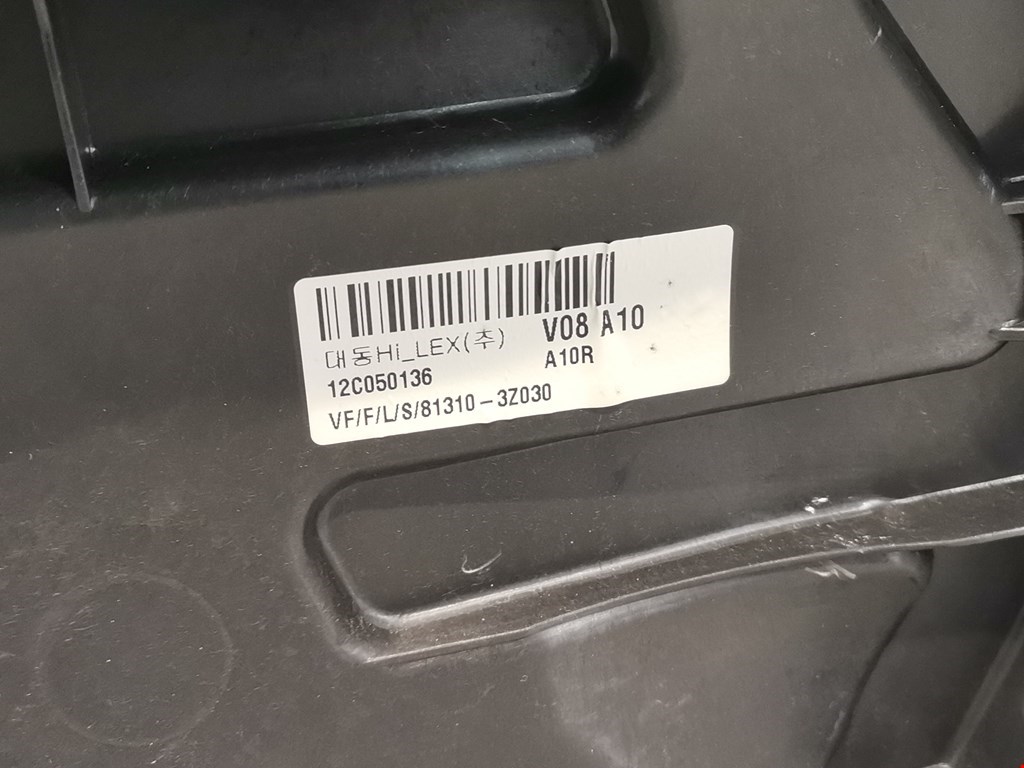 대동Hi_LEX(주) V08 A10
12C050136 A10R
VF/F/L/S/81310-3Z030